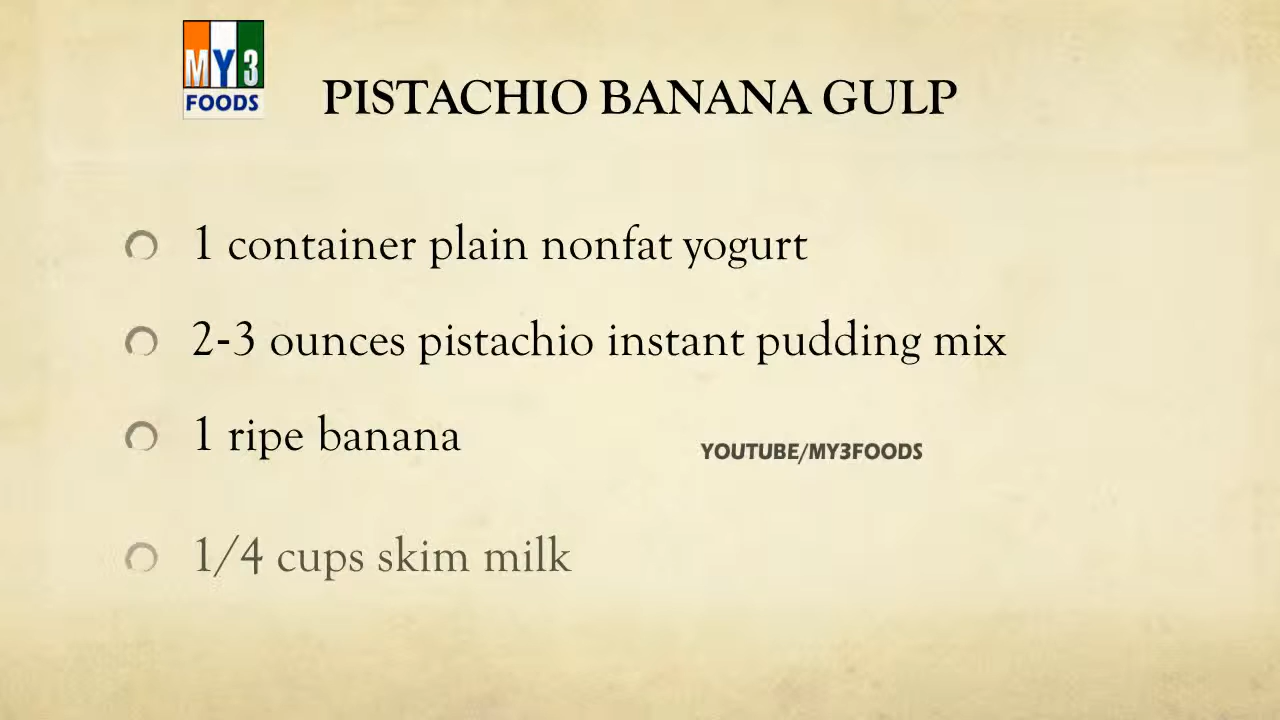 MY3
FOODS
PISTACHIO BANANA GULP
1 container plain nonfat yogurt
2-3 ounces pistachio instant pudding mix
1 ripe banana
YOUTUBE/MY3FOODS
1/4 cups skim milk